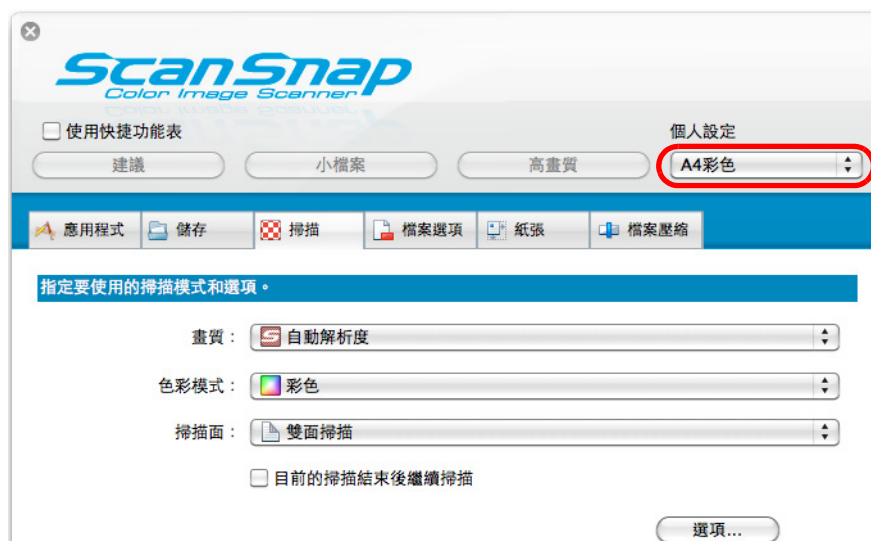 ScanSnap
Color Image Scanner
使用快捷功能表
個人設定
建議 小檔案 高畫質 A4彩色
應用程式 儲存 掃描 檔案選項 紙張 檔案壓縮
指定要使用的掃描模式和選項。
畫質： 自動解析度
色彩模式： 彩色
掃描面： 雙面掃描
目前的掃描結束後繼續掃描
選項...